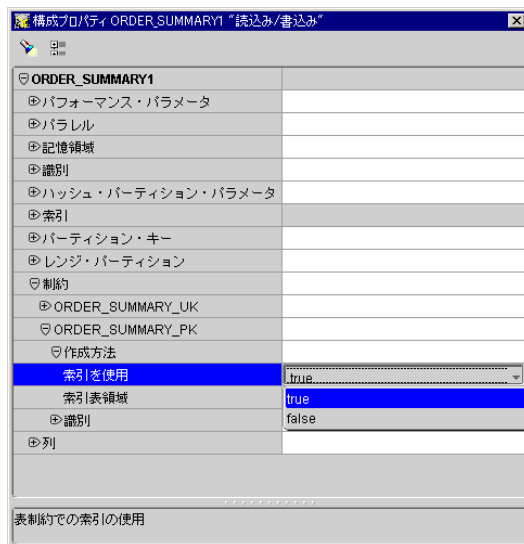 構成プロパティ ORDER_SUMMARY1 "読込み/書込み"
ORDER_SUMMARY1
パフォーマンス・パラメータ
パラレル
記憶領域
識別
ハッシュ・パーティション・パラメータ
索引
パーティション・キー
レンジ・パーティション
制約
ORDER_SUMMARY_UK
ORDER_SUMMARY_PK
作成方法
索引を使用 true
索引表領域 true
識別 false
列
表制約での索引の使用